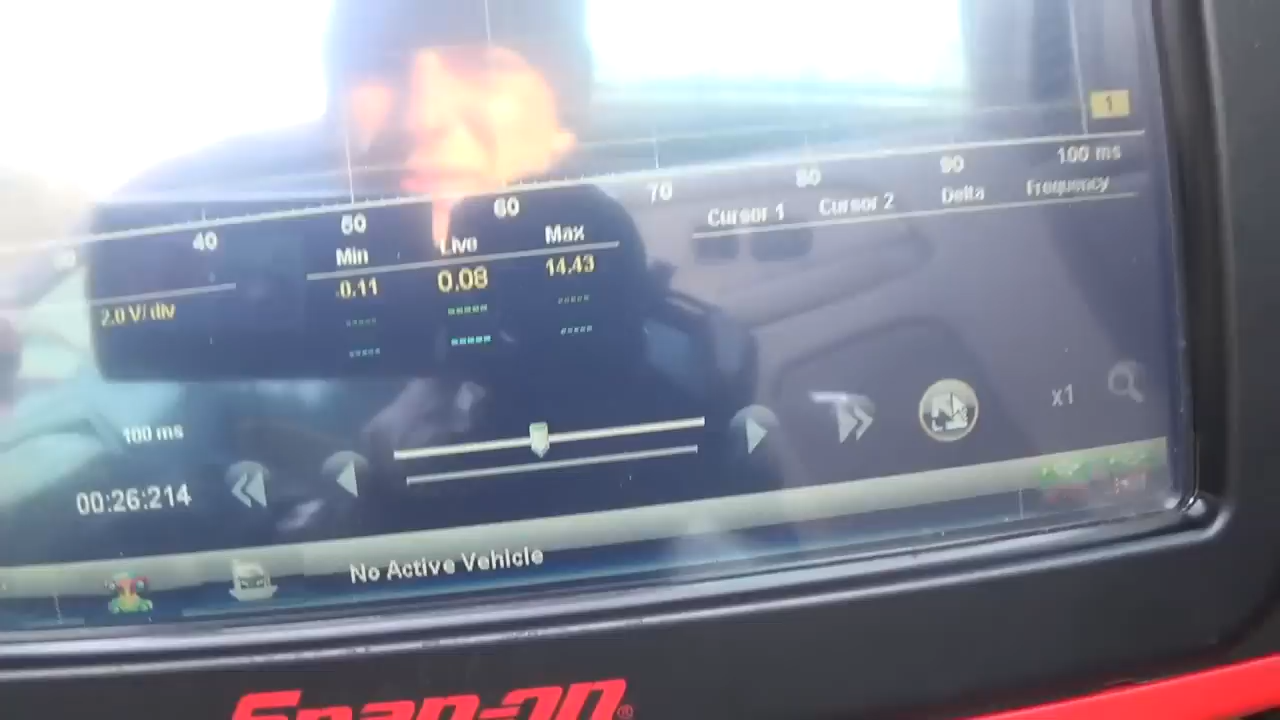 1
40 50 60 70 80 90 100 ms
Min Live Max Cursor 1 Cursor 2 Delta Frequency
2.0 V/div -0.11 0.08 14.43
----- ----- -----
----- ----- -----
100 ms
x1
00:26:214
No Active Vehicle
Snap-on®